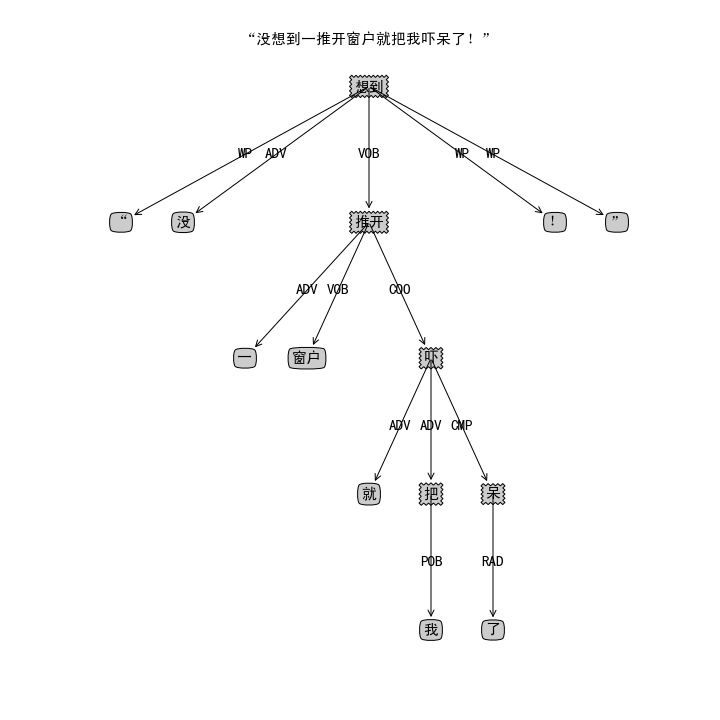 “没想到一推开窗户就把我吓呆了！”
想到
WP ADV VOB WP WP
“ 没 推开 ！ ”
ADV VOB COO
一 窗户 吓
ADV ADV CMP
就 把 呆
POB RAD
我 了